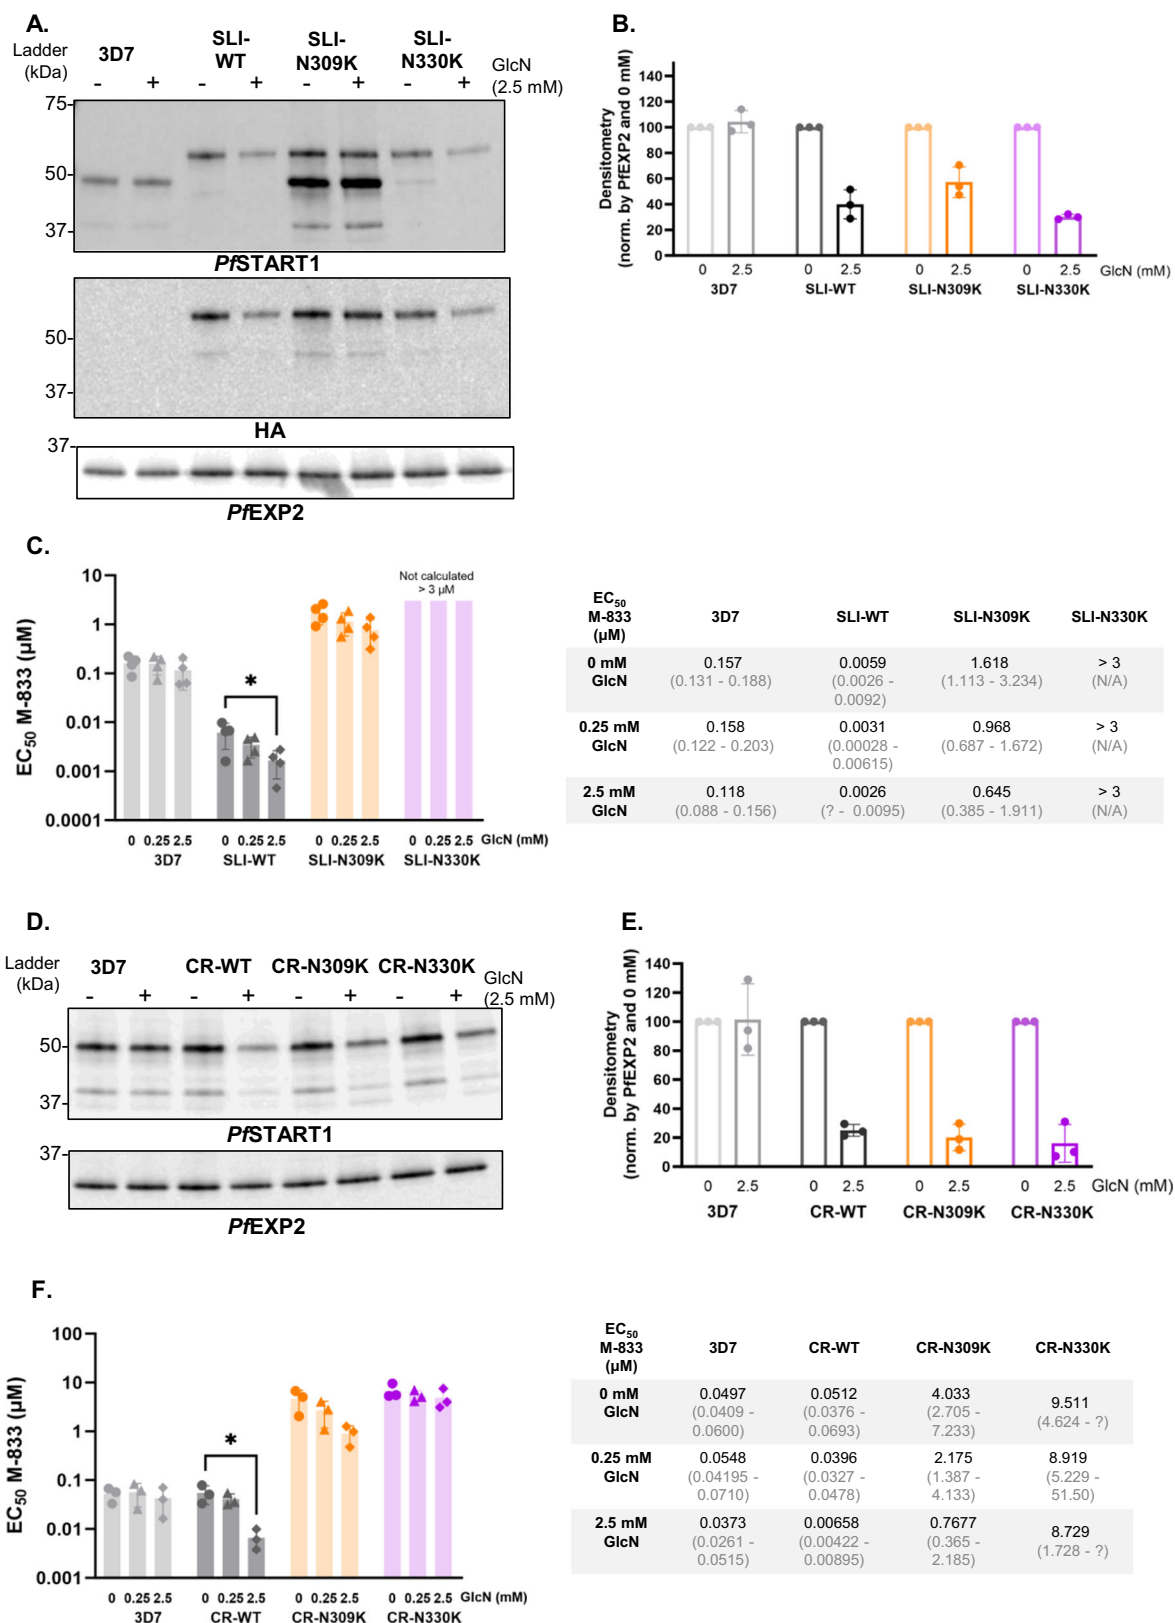 A.
Ladder
(kDa)
3D7
SLI-
WT
SLI-
N309K
SLI-
N330K
GlcN
(2.5 mM)
- + - + - + - +
75-
50-
37-
PfSTART1
50-
37-
HA
37-
PfEXP2
B.
Densitometry
(norm. by PfEXP2 and 0 mM)
140
120
100
80
60
40
20
0
0 2.5 0 2.5 0 2.5 0 2.5 GlcN (mM)
3D7 SLI-WT SLI-N309K SLI-N330K
C.
EC50 M-833 (µM)
10
1
0.1
0.01
0.001
0.0001
*
Not calculated
> 3 µM
0 0.25 2.5 0 0.25 2.5 0 0.25 2.5 0 0.25 2.5 GlcN (mM)
3D7 SLI-WT SLI-N309K SLI-N330K
EC50
M-833
(µM)
3D7 SLI-WT SLI-N309K SLI-N330K
0 mM
GlcN
0.157 0.0059 1.618 > 3
(0.131 - 0.188) (0.0026 - (1.113 - 3.234) (N/A)
0.0092)
0.25 mM
GlcN
0.158 0.0031 0.968 > 3
(0.122 - 0.203) (0.00028 - (0.687 - 1.672) (N/A)
0.00615)
2.5 mM
GlcN
0.118 0.0026 0.645 > 3
(0.088 - 0.156) (? - 0.0095) (0.385 - 1.911) (N/A)
D.
Ladder
(kDa)
3D7 CR-WT CR-N309K CR-N330K
GlcN
(2.5 mM)
- + - + - + - +
50-
37-
PfSTART1
37-
PfEXP2
E.
Densitometry
(norm. by PfEXP2 and 0 mM)
140
120
100
80
60
40
20
0
0 2.5 0 2.5 0 2.5 0 2.5 GlcN (mM)
3D7 CR-WT CR-N309K CR-N330K
F.
EC50 M-833 (µM)
100
10
1
0.1
0.01
0.001
*
0 0.25 2.5 0 0.25 2.5 0 0.25 2.5 0 0.25 2.5 GlcN (mM)
3D7 CR-WT CR-N309K CR-N330K
EC50
M-833
(µM)
3D7 CR-WT CR-N309K CR-N330K
0 mM
GlcN
0.0497 0.0512 4.033 9.511
(0.0409 - (0.0376 - (2.705 - (4.624 - ?)
0.0600) 0.0693) 7.233)
0.25 mM
GlcN
0.0548 0.0396 2.175 8.919
(0.04195 - (0.0327 - (1.387 - (5.229 -
0.0710) 0.0478) 4.133) 51.50)
2.5 mM
GlcN
0.0373 0.00658 0.7677 8.729
(0.0261 - (0.00422 - (0.365 - (1.728 - ?)
0.0515) 0.00895) 2.185)